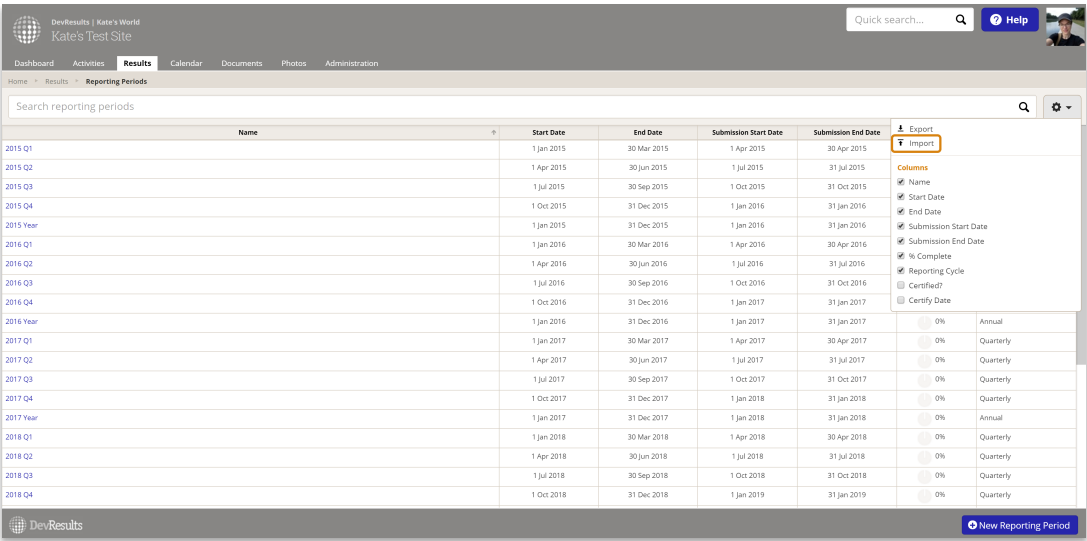 DevResults | Kate's World
Kate's Test Site
Quick search...
Help
Dashboard Activities Results Calendar Documents Photos Administration
Home > Results > Reporting Periods
Search reporting periods
Name Start Date End Date Submission Start Date Submission End Date
Export
Import
Columns
Name
Start Date
End Date
Submission Start Date
Submission End Date
% Complete
Reporting Cycle
Certified?
Certify Date
2015 Q1 1 Jan 2015 30 Mar 2015 1 Apr 2015 30 Apr 2015
2015 Q2 1 Apr 2015 30 Jun 2015 1 Jul 2015 31 Jul 2015
2015 Q3 1 Jul 2015 30 Sep 2015 1 Oct 2015 31 Oct 2015
2015 Q4 1 Oct 2015 31 Dec 2015 1 Jan 2016 31 Jan 2016
2015 Year 1 Jan 2015 31 Dec 2015 1 Jan 2016 31 Jan 2016
2016 Q1 1 Jan 2016 30 Mar 2016 1 Apr 2016 30 Apr 2016
2016 Q2 1 Apr 2016 30 Jun 2016 1 Jul 2016 31 Jul 2016
2016 Q3 1 Jul 2016 30 Sep 2016 1 Oct 2016 31 Oct 2016
2016 Q4 1 Oct 2016 31 Dec 2016 1 Jan 2017 31 Jan 2017
2016 Year 1 Jan 2016 31 Dec 2016 1 Jan 2017 31 Jan 2017 0% Annual
2017 Q1 1 Jan 2017 30 Mar 2017 1 Apr 2017 30 Apr 2017 0% Quarterly
2017 Q2 1 Apr 2017 30 Jun 2017 1 Jul 2017 31 Jul 2017 0% Quarterly
2017 Q3 1 Jul 2017 30 Sep 2017 1 Oct 2017 31 Oct 2017 0% Quarterly
2017 Q4 1 Oct 2017 31 Dec 2017 1 Jan 2018 31 Jan 2018 0% Quarterly
2017 Year 1 Jan 2017 31 Dec 2017 1 Jan 2018 31 Jan 2018 0% Annual
2018 Q1 1 Jan 2018 30 Mar 2018 1 Apr 2018 30 Apr 2018 0% Quarterly
2018 Q2 1 Apr 2018 30 Jun 2018 1 Jul 2018 31 Jul 2018 0% Quarterly
2018 Q3 1 Jul 2018 30 Sep 2018 1 Oct 2018 31 Oct 2018 0% Quarterly
2018 Q4 1 Oct 2018 31 Dec 2018 1 Jan 2019 31 Jan 2019 0% Quarterly
DevResults
New Reporting Period